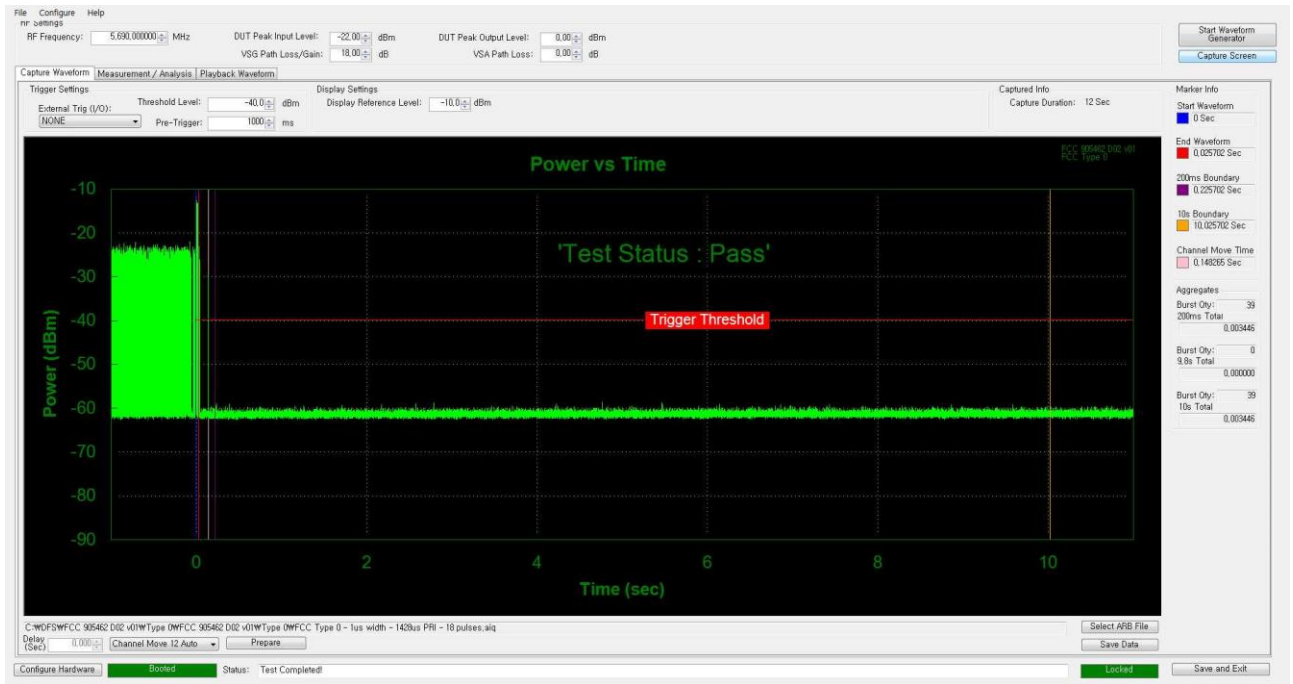 File Configure Help
RF Settings
RF Frequency: 5,690,000000 MHz DUT Peak Input Level: -22,00 dBm DUT Peak Output Level: 0,00 dBm
VSG Path Loss/Gain: 18,00 dB VSA Path Loss: 0,00 dB
Start Waveform Generator
Capture Screen
Capture Waveform Measurement / Analysis Playback Waveform
Trigger Settings
External Trig (I/O): Threshold Level: -40,0 dBm
NONE Pre-Trigger: 1000 ms
Display Settings
Display Reference Level: -10,0 dBm
Captured Info
Capture Duration: 12 Sec
Marker Info
Start Waveform
0 Sec
End Waveform
0,025702 Sec
200ms Boundary
0,225702 Sec
10s Boundary
10,025702 Sec
Channel Move Time
0,148265 Sec
Aggregates
Burst Qty: 39
200ms Total
0,003446
Burst Qty: 0
9,8s Total
0,000000
Burst Qty: 39
10s Total
0,003446
FCC 905462 D02 v01
FCC Type 0
Power vs Time
'Test Status : Pass'
Trigger Threshold
Power (dBm)
-10
-20
-30
-40
-50
-60
-70
-80
-90
0 2 4 6 8 10
Time (sec)
C:₩DFS₩FCC 905462 D02 v01₩Type 0₩FCC 905462 D02 v01₩Type 0₩FCC Type 0 - 1us width - 1428us PRI - 18 pulses,aiq
Select ARB File
Delay (Sec) 0,000 Channel Move 12 Auto Prepare
Save Data
Configure Hardware Booted Status: Test Completed! Locked Save and Exit